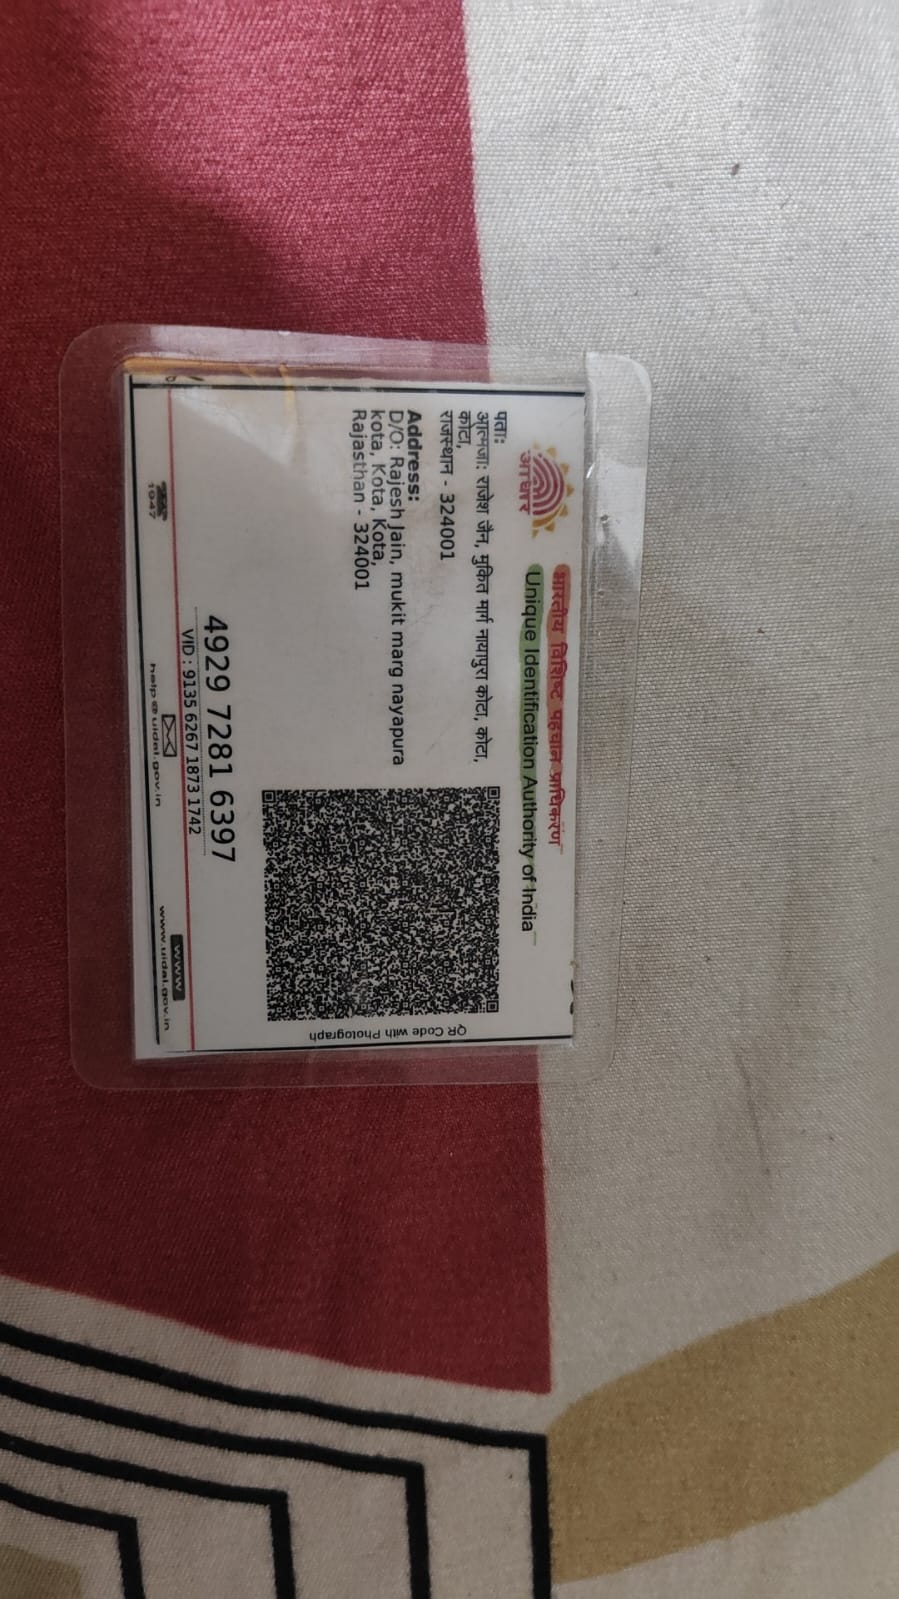 भारतीय विशिष्ट पहचान प्राधिकरण
Unique Identification Authority of India
आधार
पता:
आत्मजा: राजेश जैन, मुकित मार्ग नायापुरा कोटा, कोटा,
कोटा,
राजस्थान - 324001
Address:
D/O: Rajesh Jain, mukit marg nayapura
kota, Kota, Kota,
Rajasthan - 324001
QR Code with Photograph
4929 7281 6397
VID : 9135 6267 1873 1742
1947
help@uidai.gov.in
www
www.uidai.gov.in